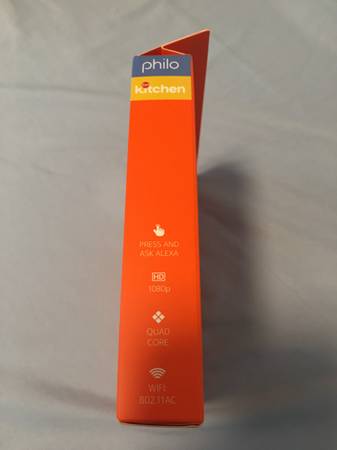 philo
kitchen
PRESS AND
ASK ALEXA
HD
1080p
QUAD
CORE
WIFI
802.11AC